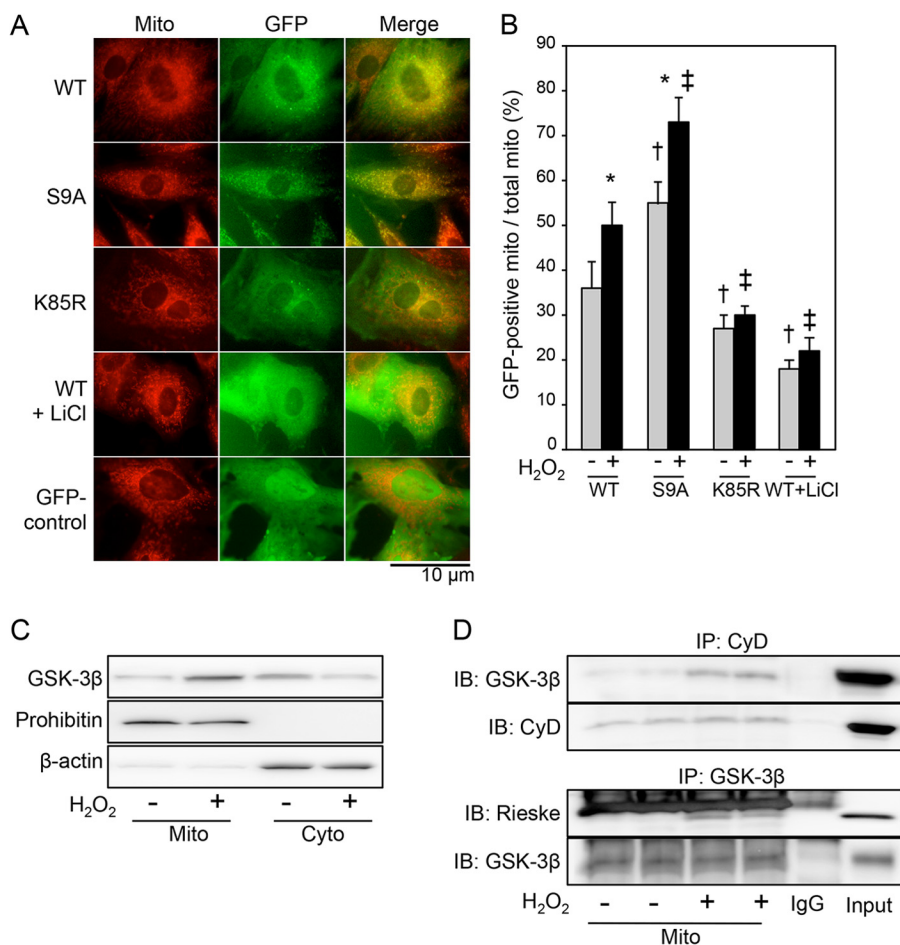 A
Mito GFP Merge
WT
S9A
K85R
WT
+ LiCl
GFP-
control
10 µm
B
GFP-positive mito / total mito (%)
90
80
70
60
50
40
30
20
10
0
* † * ‡ † ‡ † ‡
H₂O₂ - + - + - + - +
WT S9A K85R WT+LiCl
C
GSK-3β
Prohibitin
β-actin
H₂O₂ - + - +
Mito Cyto
D
IP: CyD
IB: GSK-3β
IB: CyD
IP: GSK-3β
IB: Rieske
IB: GSK-3β
H₂O₂ - - + + IgG Input
Mito